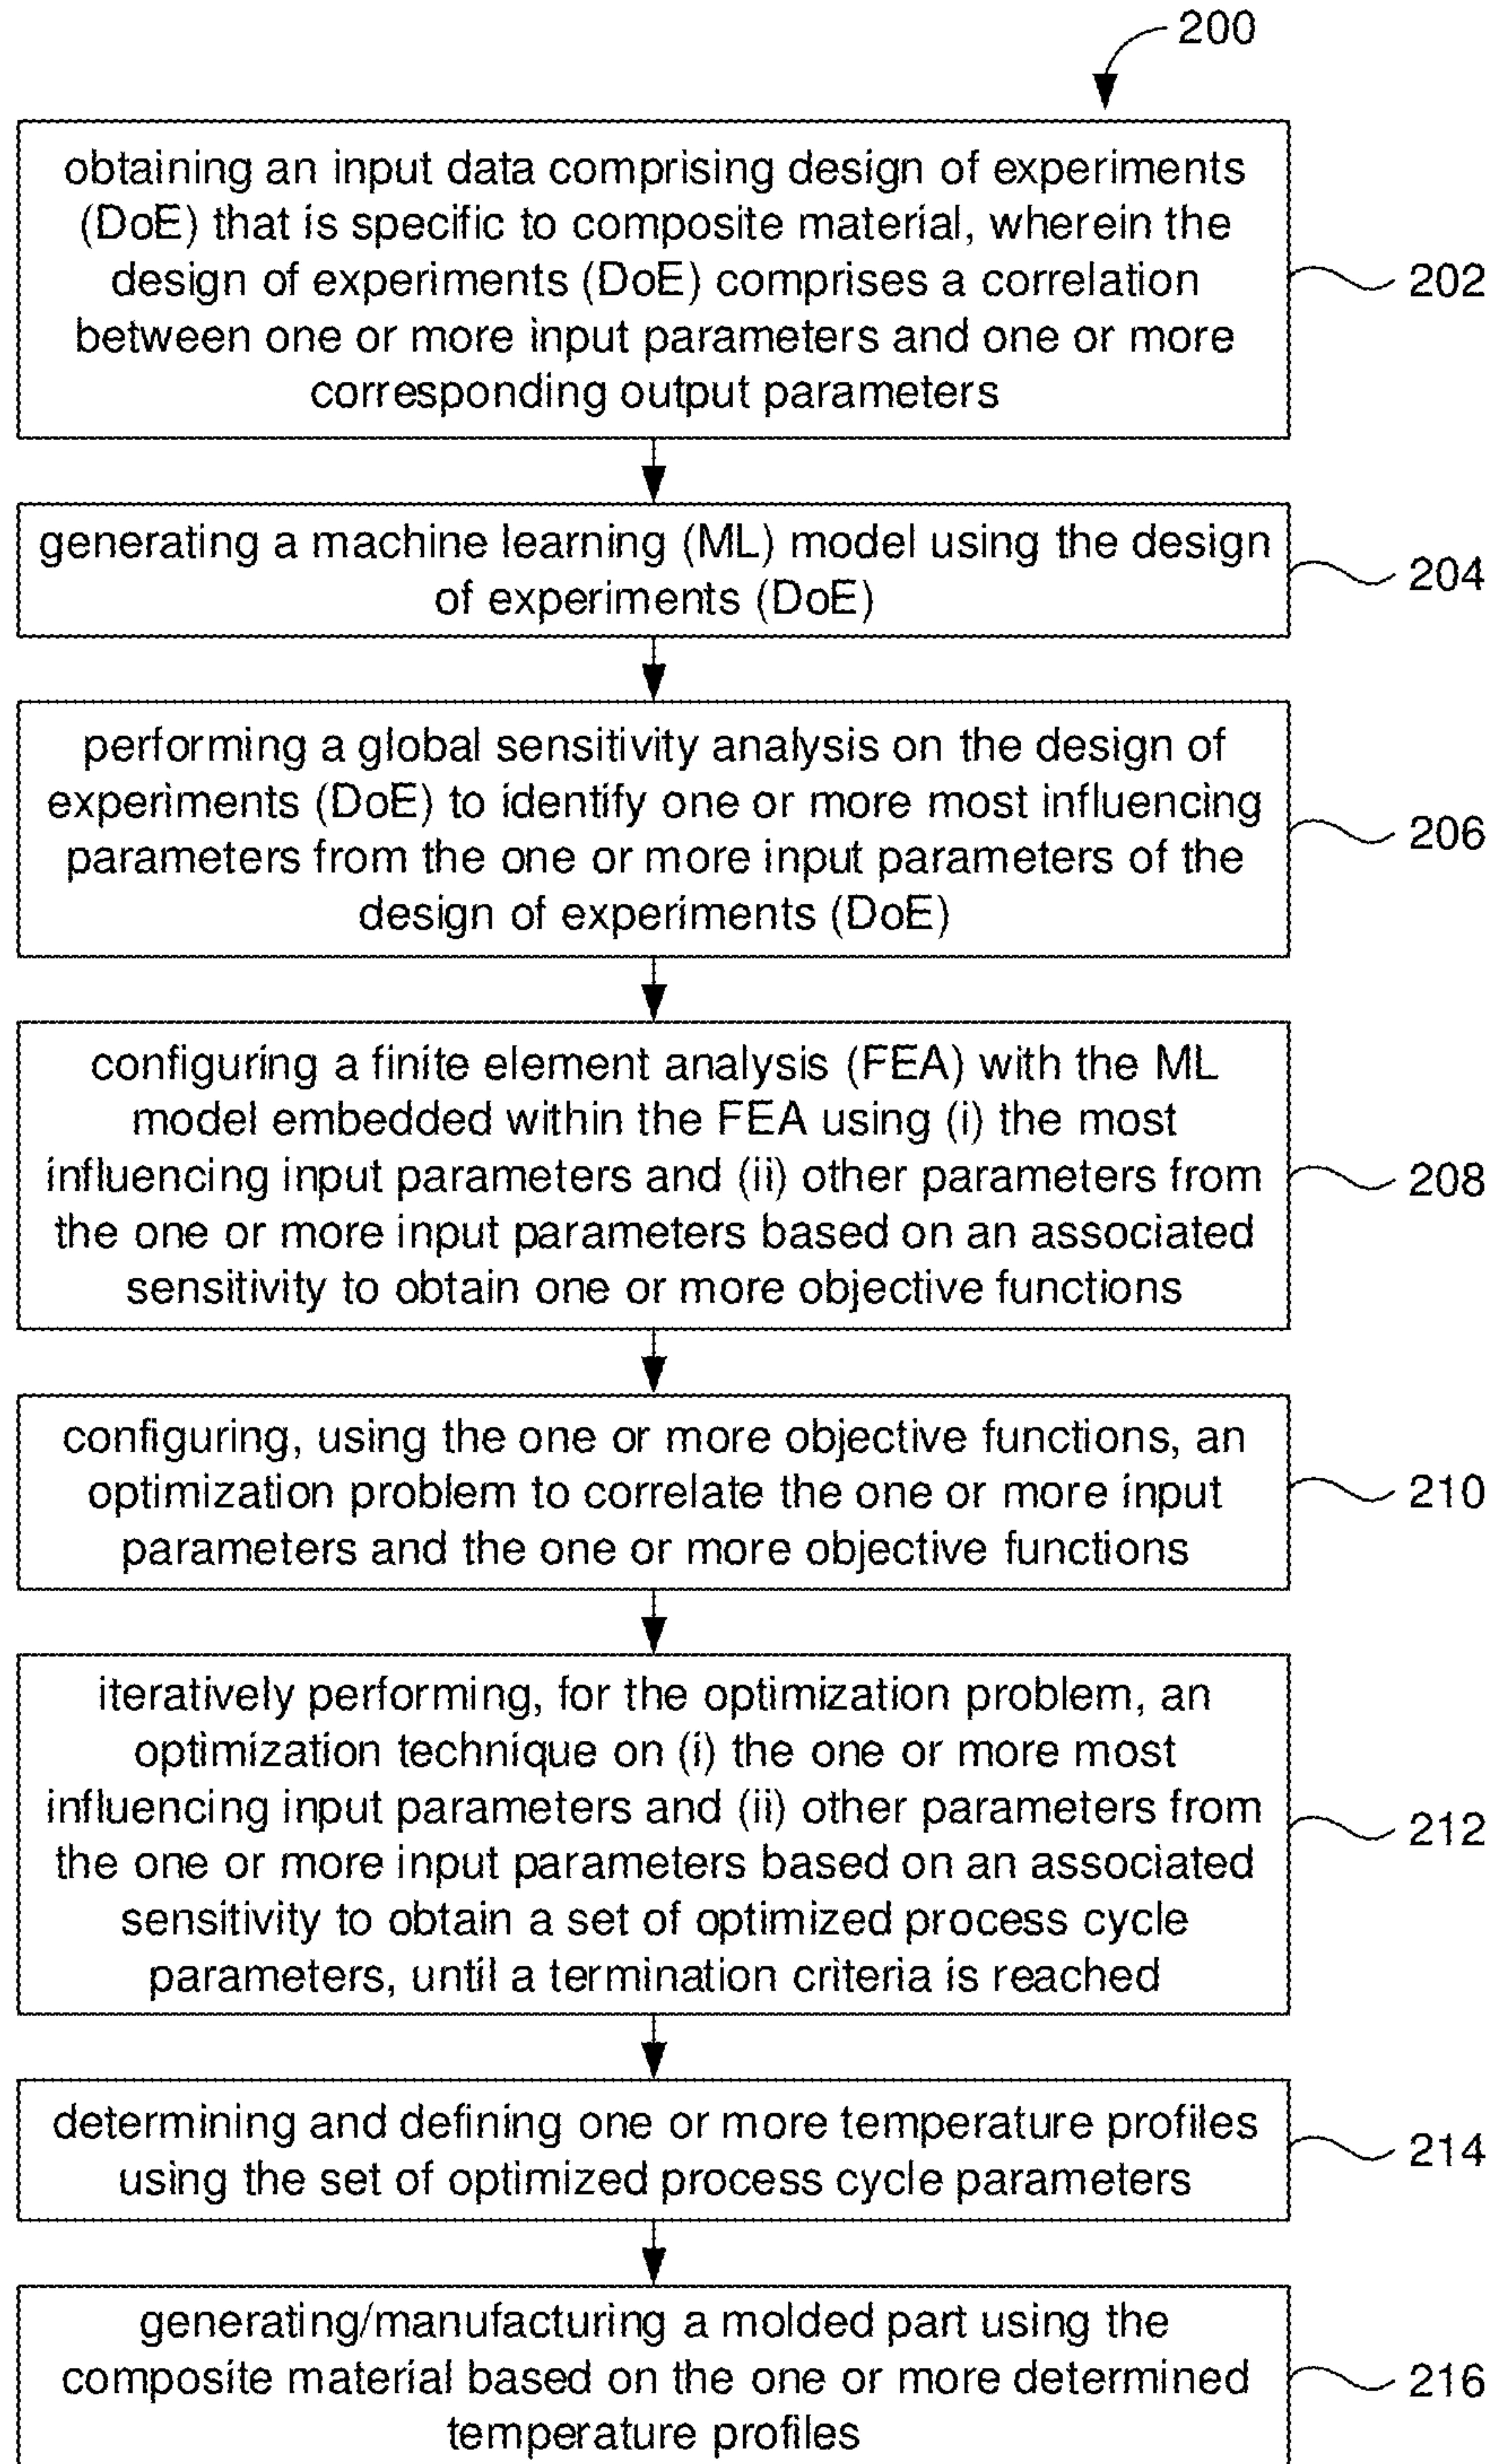 200
obtaining an input data comprising design of experiments
(DoE) that is specific to composite material, wherein the
design of experiments (DoE) comprises a correlation
between one or more input parameters and one or more
corresponding output parameters
202
generating a machine learning (ML) model using the design
of experiments (DoE)
204
performing a global sensitivity analysis on the design of
experiments (DoE) to identify one or more most influencing
parameters from the one or more input parameters of the
design of experiments (DoE)
206
configuring a finite element analysis (FEA) with the ML
model embedded within the FEA using (i) the most
influencing input parameters and (ii) other parameters from
the one or more input parameters based on an associated
sensitivity to obtain one or more objective functions
208
configuring, using the one or more objective functions, an
optimization problem to correlate the one or more input
parameters and the one or more objective functions
210
iteratively performing, for the optimization problem, an
optimization technique on (i) the one or more most
influencing input parameters and (ii) other parameters from
the one or more input parameters based on an associated
sensitivity to obtain a set of optimized process cycle
parameters, until a termination criteria is reached
212
determining and defining one or more temperature profiles
using the set of optimized process cycle parameters
214
generating/manufacturing a molded part using the
composite material based on the one or more determined
temperature profiles
216